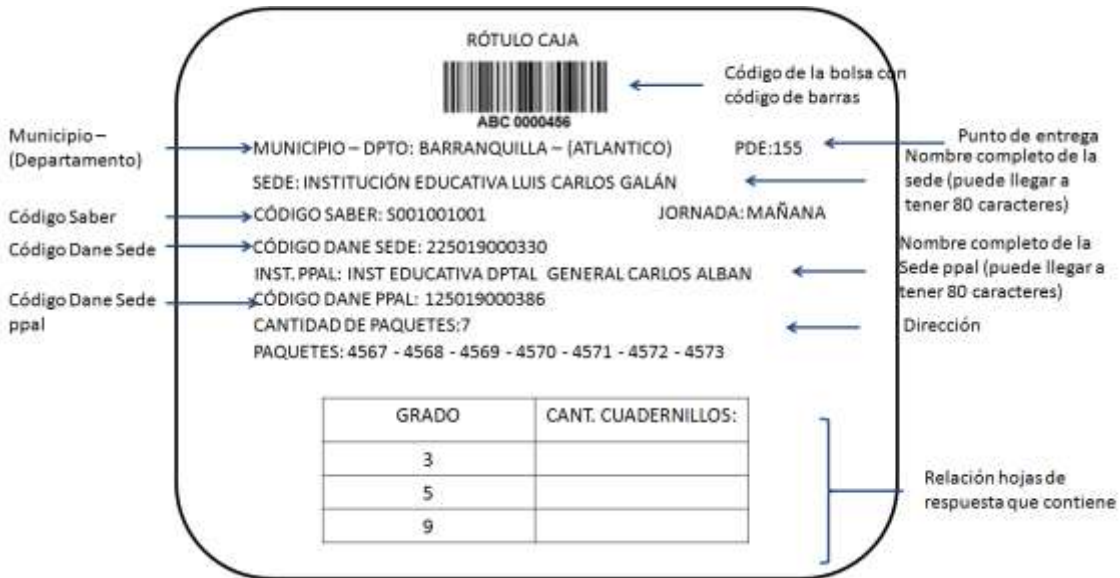 RÓTULO CAJA
ABC 0000456
Código de la bolsa con
código de barras
Municipio –
(Departamento)
MUNICIPIO – DPTO: BARRANQUILLA – (ATLANTICO) PDE:155
Punto de entrega
SEDE: INSTITUCIÓN EDUCATIVA LUIS CARLOS GALÁN
Nombre completo de la
sede (puede llegar a
tener 80 caracteres)
Código Saber
CÓDIGO SABER: S001001001 JORNADA: MAÑANA
Código Dane Sede
CÓDIGO DANE SEDE: 225019000330
INST. PPAL: INST EDUCATIVA DPTAL GENERAL CARLOS ALBAN
Nombre completo de la
Sede ppal (puede llegar a
tener 80 caracteres)
Código Dane Sede
ppal
CÓDIGO DANE PPAL: 125019000386
CANTIDAD DE PAQUETES:7
Dirección
PAQUETES: 4567 - 4568 - 4569 - 4570 - 4571 - 4572 - 4573
GRADO CANT. CUADERNILLOS:
3
5
9
Relación hojas de
respuesta que contiene